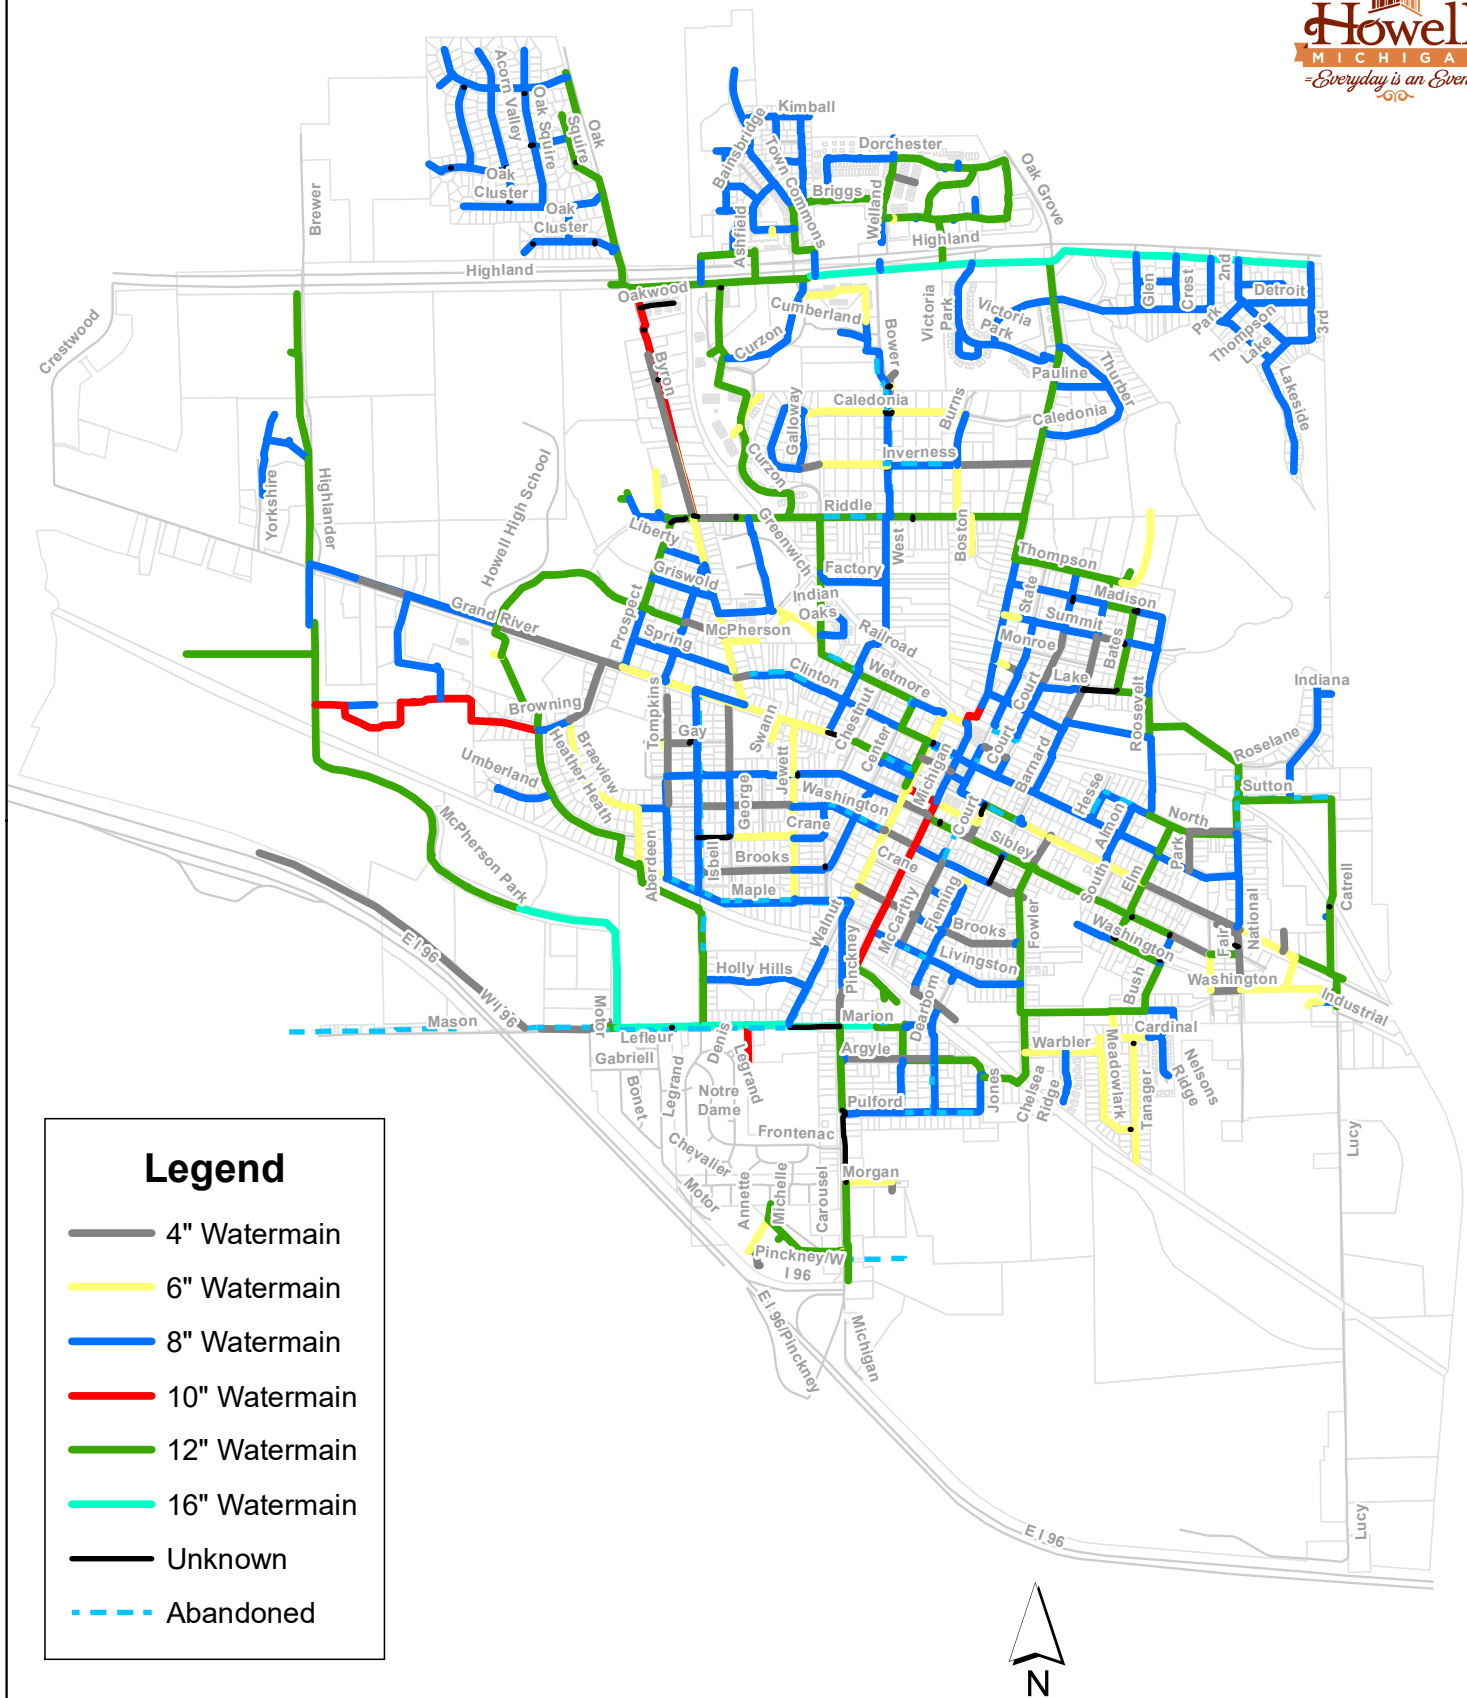 Howell
MICHIGA
Everyday is an Even
Acorn Valley
Oak Squire
Oak Squire
Oak Cluster
Oak Cluster
Brewer
Kimball
Bainsbridge
Town Commons
Dorchester
Briggs
Welland
Oak Grove
Ashfield
Highland
Highland
Oakwood
Crestwood
Cumberland
Curzon
Bower
Victoria Park
Victoria Park
Glen
Crest
2nd
Detroit
Park
Thompson Lake
3rd
Lakeside
Byron
Pauline
Thurber
Caledonia
Caledonia
Galloway
Burns
Inverness
Curzon
Yorkshire
Highlander
Howell High School
Riddle
Greenwich
West
Boston
Liberty
Griswold
Factory
Thompson
Indian Oaks
Madison
State
Summit
Grand River
Prospect
Spring
McPherson
Railroad
Monroe
Bates
Clinton
Wetmore
Lake
Court
Roosevelt
Indiana
Browning
Tompkins
Gay
Swann
Chestnut
Center
Michigan
Court
Barnard
Roselane
Umberland
Heather Heath
Braeview
Jewett
Washington
Hesse
Sutton
McPherson Park
George
Crane
Court
Sibley
Almon
North
Isbell
Brooks
Crane
Park
Aberdeen
Maple
McCarthy
Fleming
South
Elm
Catrell
Walnut
Pinckney
Brooks
Fowler
Washington
Fair
National
E I 96
Holly Hills
Livingston
Bush
Washington
Industrial
W I 96
Mason
Motor
Lefleur
Denis
Marion
Dearborn
Cardinal
Gabriell
Legrand
Legrand
Argyle
Warbler
Meadowlark
Nelsons Ridge
Bonet
Notre Dame
Pulford
Jones
Chelsea Ridge
Tanager
Frontenac
Lucy
Chevalier
Motor
Annette
Michelle
Carousel
Morgan
Pinckney/W I 96
E I 96/Pinckney
Michigan
Legend
4" Watermain
6" Watermain
8" Watermain
10" Watermain
12" Watermain
16" Watermain
Unknown
Abandoned
E I 96
Lucy
N